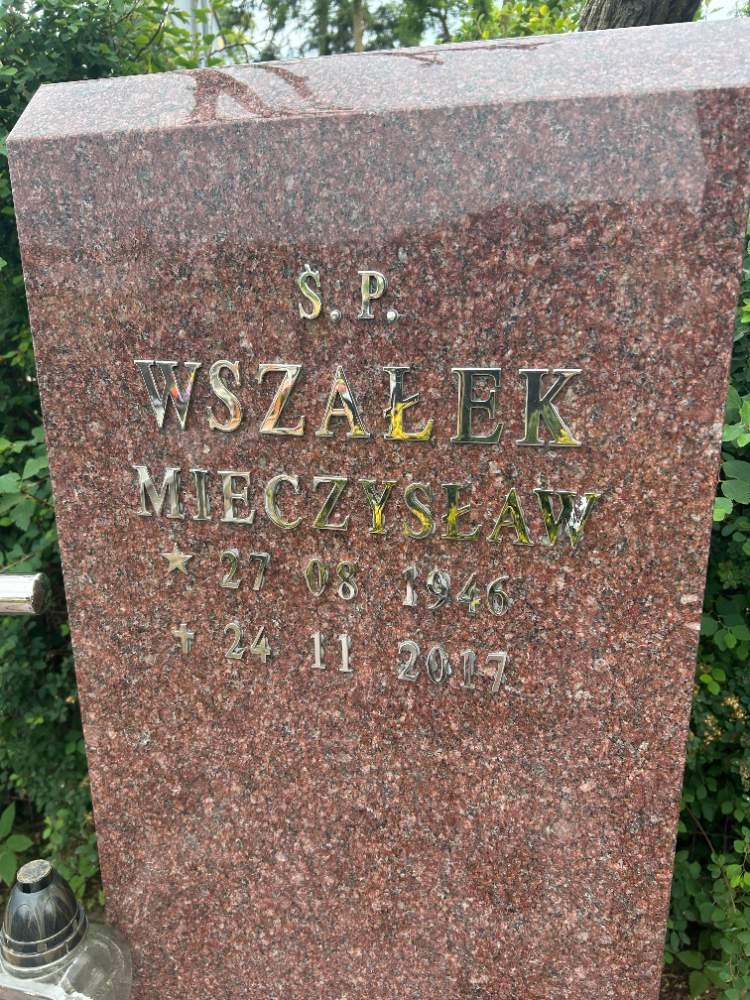 Ś.P.
WSZAŁEK
MIECZYSŁAW
27 08 1946
24 11 2017